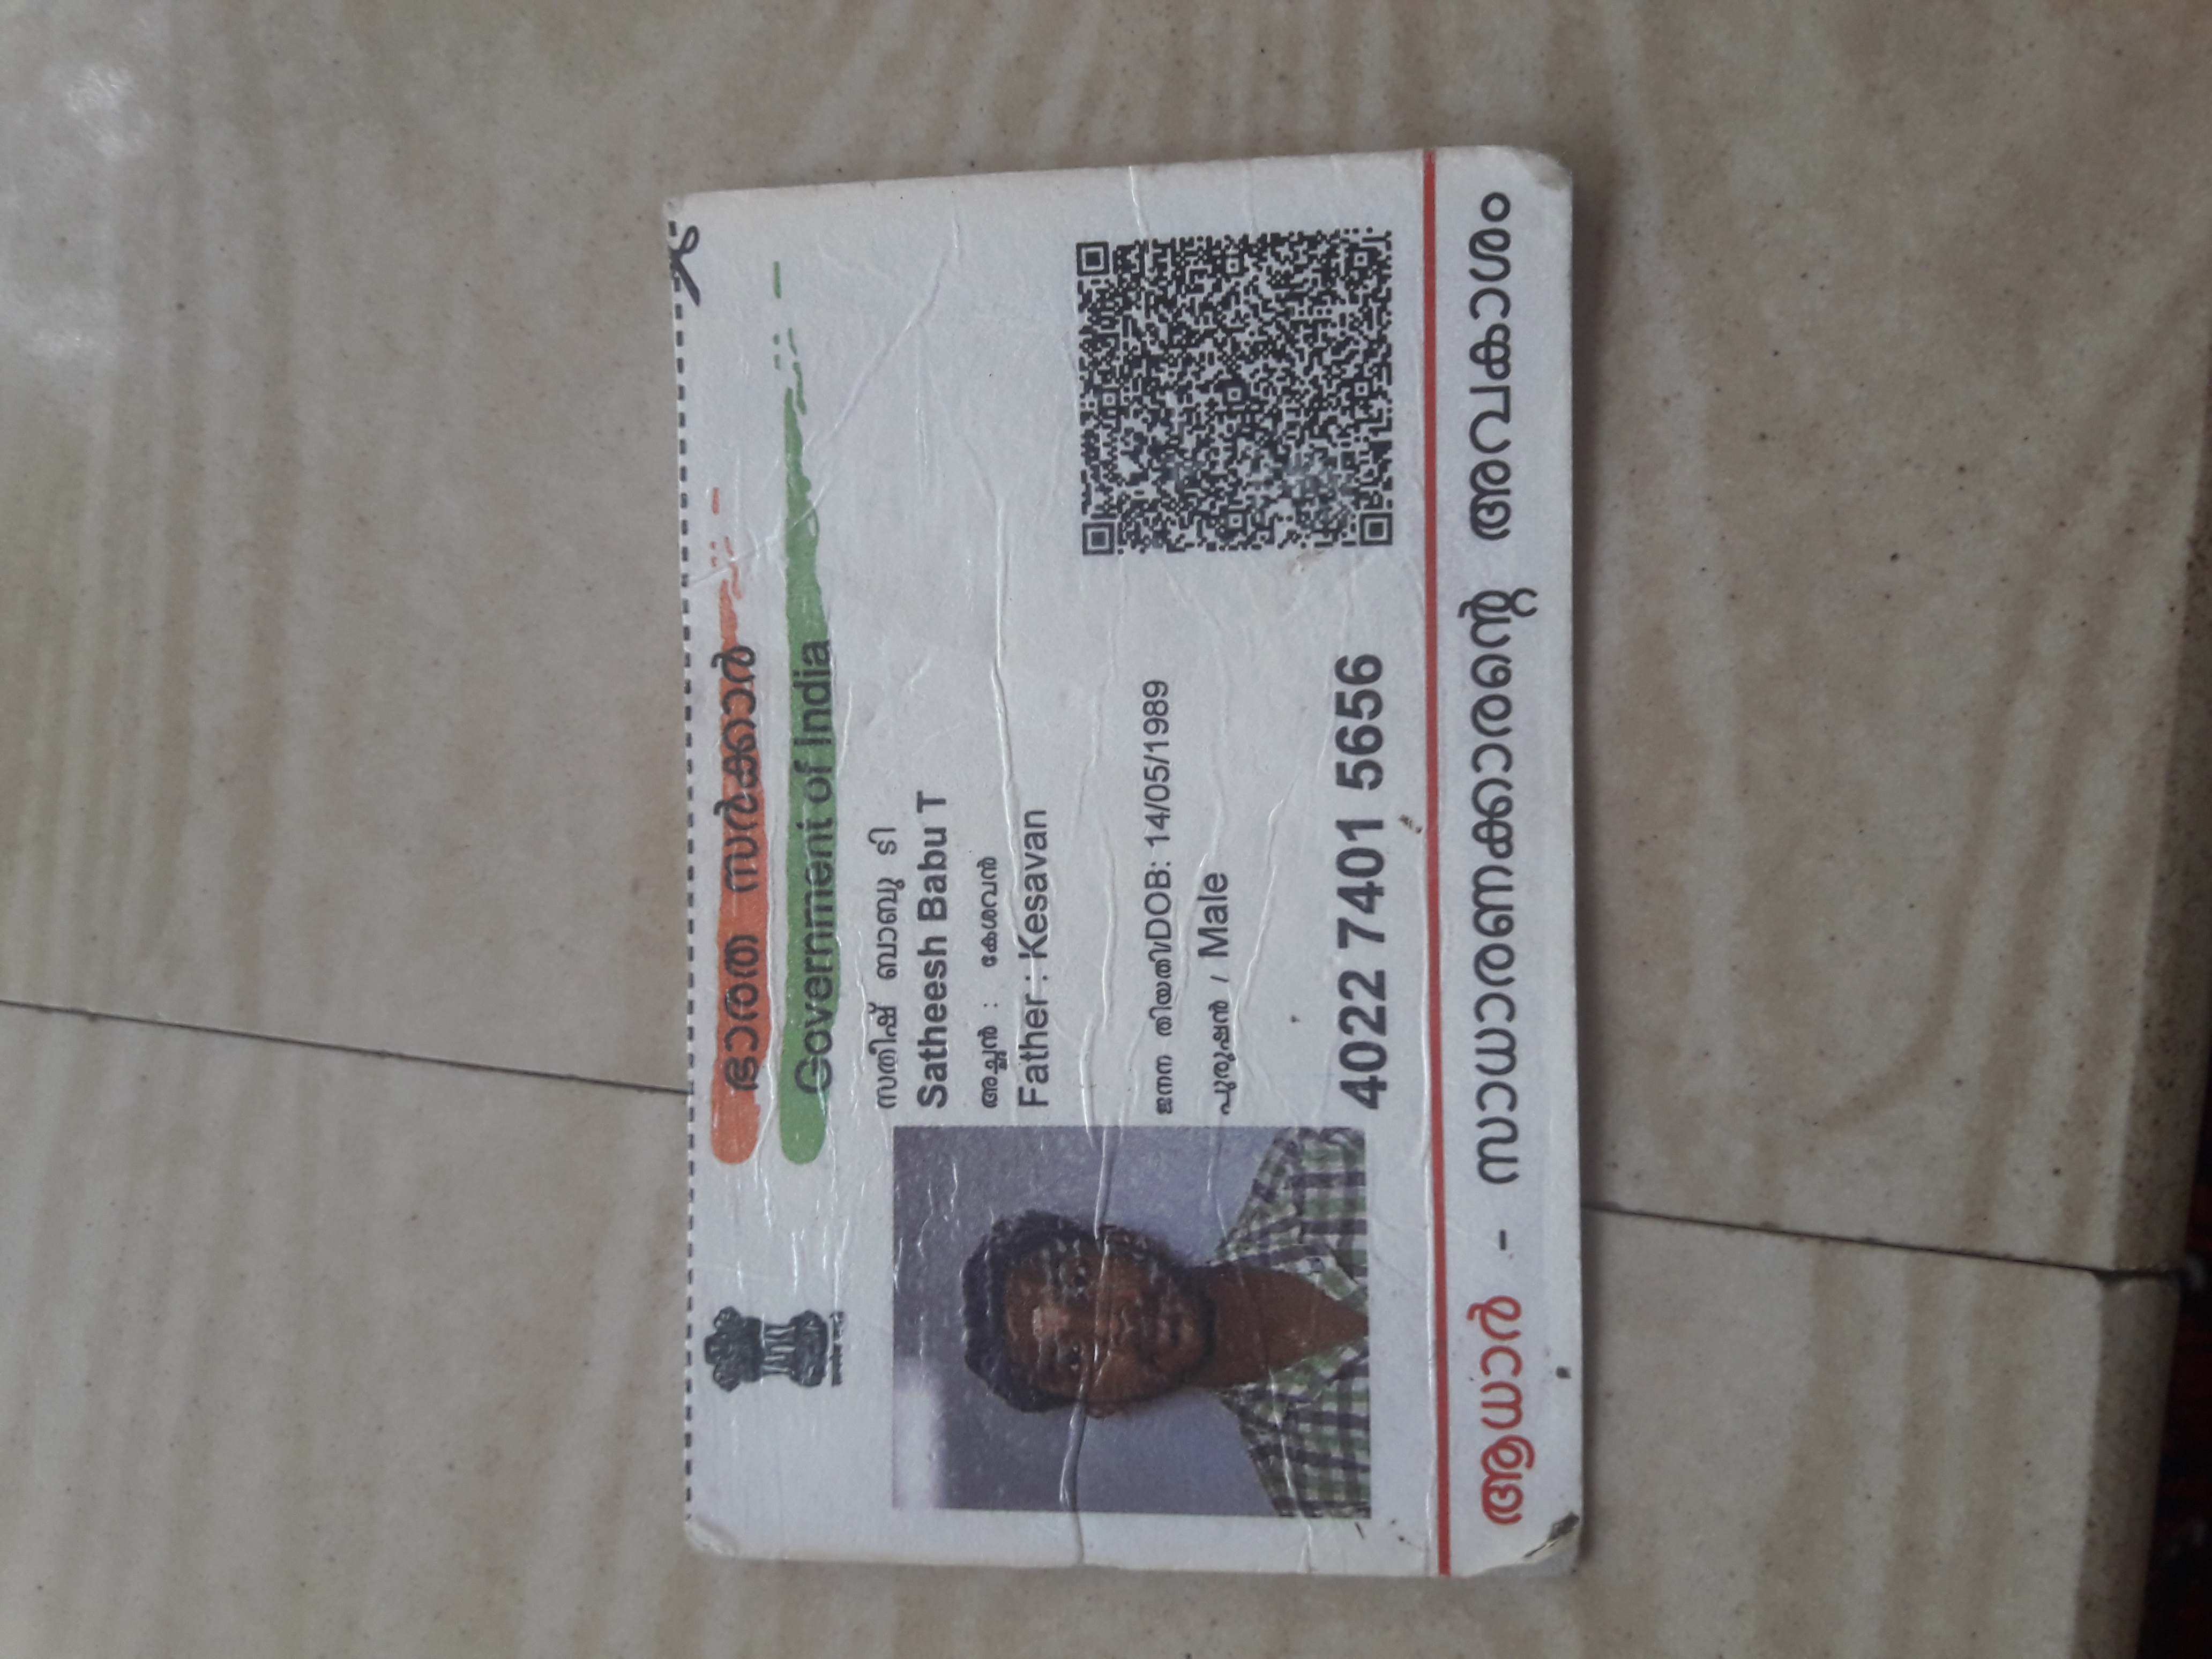 ഭാരത സർക്കാർ
Government of India
സതീഷ് ബാബു ടി
Satheesh Babu T
അച്ഛൻ : കേശവൻ
Father : Kesavan
ജനന തിയതി/DOB: 14/05/1989
പുരുഷൻ / Male
4022 7401 5656
ആധാർ - സാധാരണക്കാരന്റെ അവകാശം